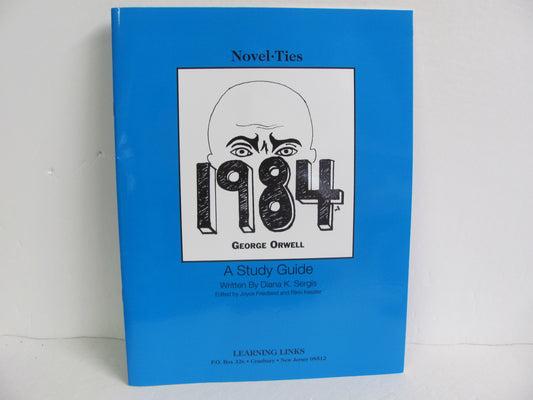 Novel·Ties
1984
GEORGE ORWELL
A Study Guide
Written By Diana K. Sergis
Edited by Joyce Friedland and Rikki Kessler
LEARNING LINKS
P.O. Box 326 • Cranbury • New Jersey 08512